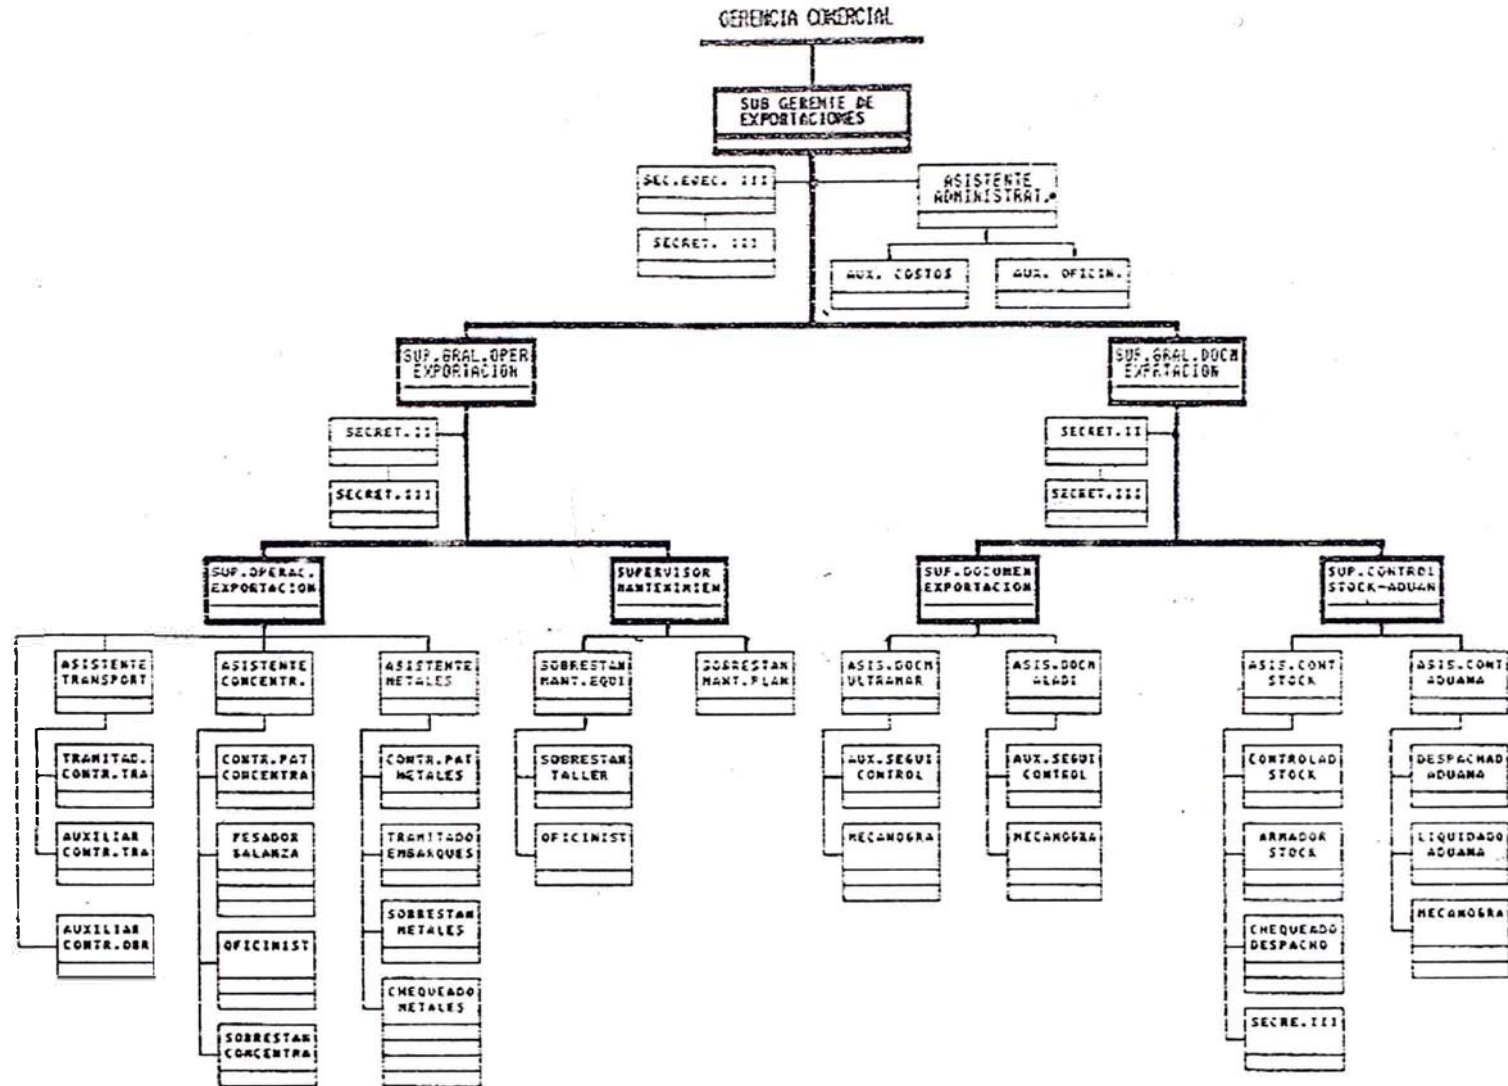 GERENCIA COMERCIAL
SUB GERENTE DE
EXPORTACIONES
SEC.EJEC. III
ASISTENTE
ADMINISTRAT.
SECRET. III
AUX. COSTOS
AUX. OFICIN.
SUP.GRAL.OPER
EXPORTACION
SUP.GRAL.DOCM
EXPRTACION
SECRET.II
SECRET.III
SECRET.II
SECRET.III
SUP.OPERAC.
EXPORTACION
SUPERVISOR
MANTENIMIEN
SUP.DOCUMEN
EXPORTACION
SUP.CONTROL
STOCK-ADUAN
ASISTENTE
TRANSPORT
ASISTENTE
CONCENTR.
ASISTENTE
METALES
SOBRESTAN
MANT.EQUI
SOBRESTAN
MANT.PLAN
ASIS.DOCM
ULTRAMAR
ASIS.DOCM
ALADI
ASIS.CONT
STOCK
ASIS.CONT
ADUANA
TRAMITAD.
CONTR.TRA
CONTR.PAT
CONCENTRA
CONTR.PAT
METALES
SOBRESTAN
TALLER
AUX.SEGUI
CONTROL
AUX.SEGUI
CONTROL
CONTROLAD
STOCK
DESPACHAD
ADUANA
AUXILIAR
CONTR.TRA
PESADOR
BALANZA
TRAMITADO
EMBARQUES
OFICINIST
MECANOGRA
MECANOGRA
ARMADOR
STOCK
LIQUIDADO
ADUANA
AUXILIAR
CONTR.OBR
OFICINIST
SOBRESTAN
METALES
CHEQUEADO
DESPACHO
MECANOGRA
SOBRESTAN
CONCENTRA
CHEQUEADO
METALES
SECRE.III